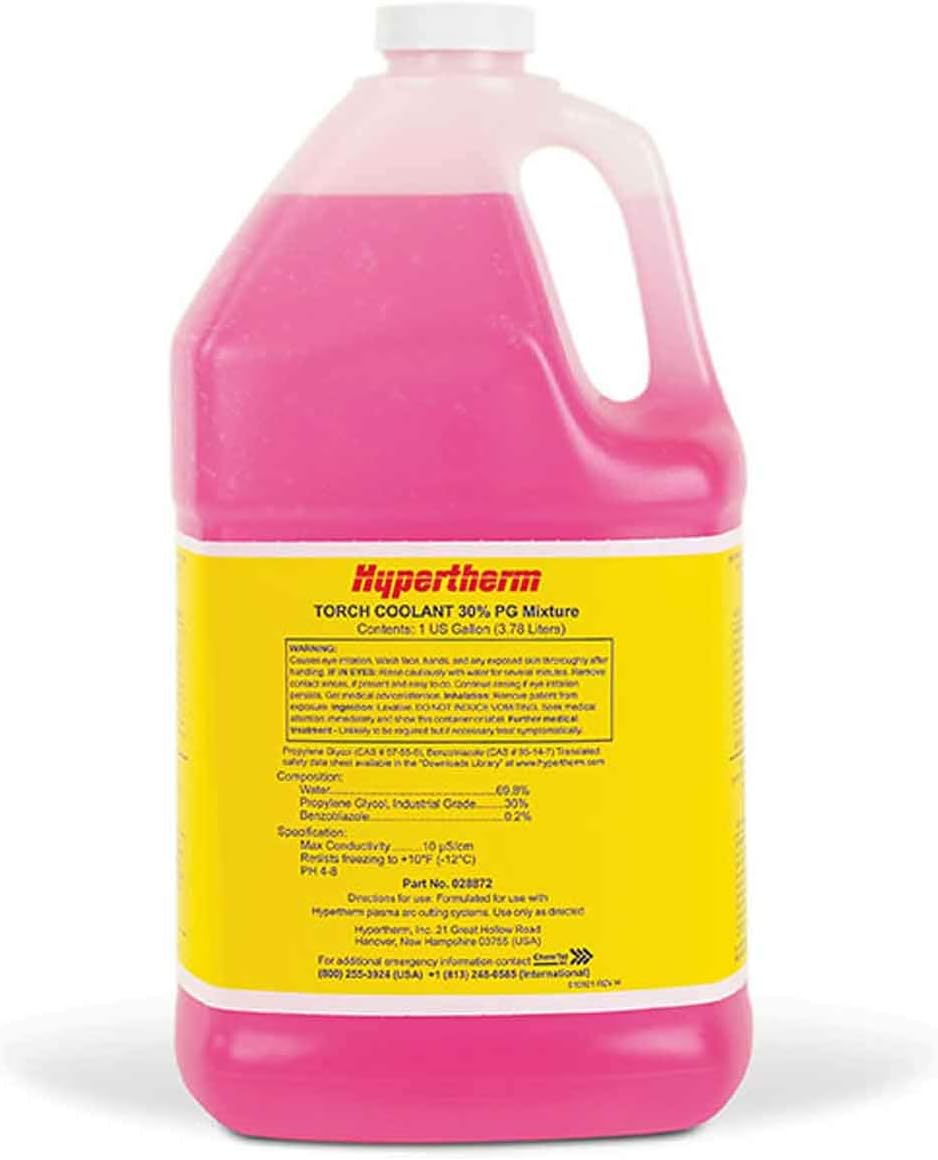 Hypertherm
TORCH COOLANT 30% PG Mixture
Contents: 1 US Gallon (3.78 Liters)
WARNING:
Causes eye irritation. Wash face, hands, and any exposed skin thoroughly after
handling. IF IN EYES: Rinse cautiously with water for several minutes. Remove
contact lenses, if present and easy to do. Continue rinsing if eye irritation
persists. Get medical advice/attention. Inhalation: Remove patient from
exposure. Ingestion: Laxative. DO NOT INDUCE VOMITING. Seek medical
attention immediately and show this container or label. Further medical
treatment - Unlikely to be required but if necessary treat symptomatically.
Propylene Glycol (CAS # 57-55-6), Benzotriazole (CAS # 95-14-7) Translated
safety data sheet available in the "Downloads Library" at www.hypertherm.com
Composition:
Water..................................................69.8%
Propylene Glycol, Industrial Grade........30%
Benzotriazole.........................................0.2%
Specification:
Max Conductivity.........10 µS/cm
Resists freezing to +10°F (-12°C)
PH 4-8
Part No. 028872
Directions for use: Formulated for use with
Hypertherm plasma arc cutting systems. Use only as directed
Hypertherm, Inc. 21 Great Hollow Road
Hanover, New Hampshire 03755 (USA)
For additional emergency information contact ChemTel
(800) 255-3924 (USA) +1 (813) 248-0585 (International)